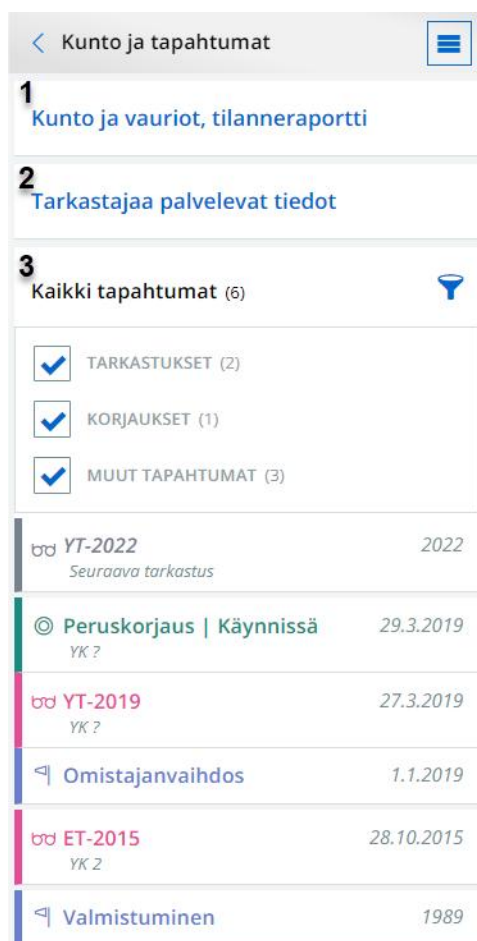 Kunto ja tapahtumat
1
Kunto ja vauriot, tilanneraportti
2
Tarkastajaa palvelevat tiedot
3
Kaikki tapahtumat (6)
TARKASTUKSET (2)
KORJAUKSET (1)
MUUT TAPAHTUMAT (3)
YT-2022 2022
Seuraava tarkastus
Peruskorjaus | Käynnissä 29.3.2019
YK ?
YT-2019 27.3.2019
YK ?
Omistajanvaihdos 1.1.2019
ET-2015 28.10.2015
YK 2
Valmistuminen 1989